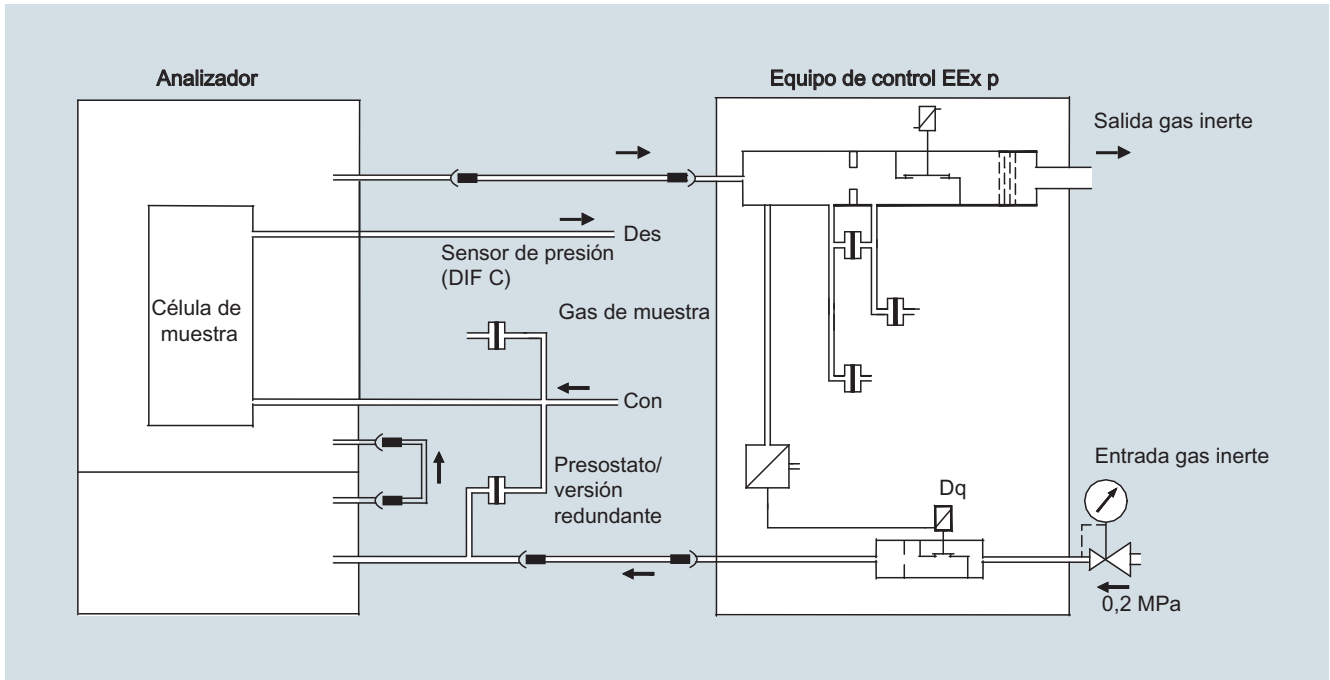 Analizador
Equipo de control EEx p
Salida gas inerte
Des
Sensor de presión
(DIF C)
Célula de
muestra
Gas de muestra
Con
Presostato/
versión
redundante
Entrada gas inerte
Dq
0,2 MPa